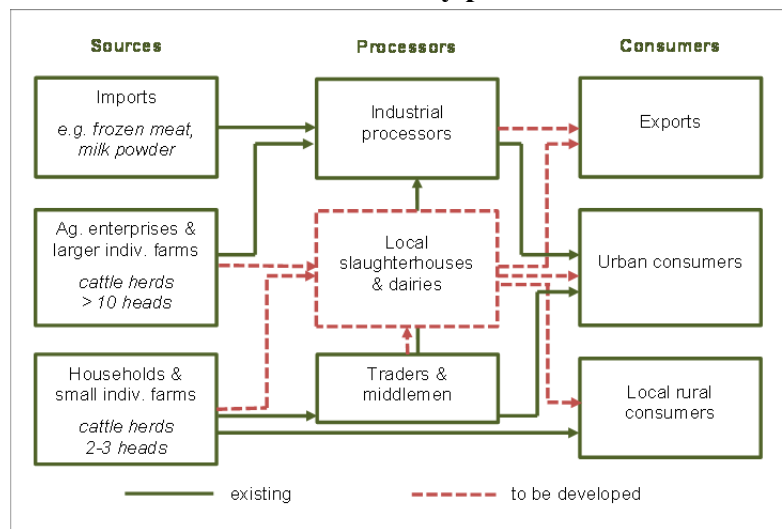 Sources
Processors
Consumers
Imports
e.g. frozen meat,
milk powder
Industrial
processors
Exports
Ag. enterprises &
larger indiv. farms
cattle herds
> 10 heads
Local
slaughterhouses
& dairies
Urban consumers
Households &
small indiv. farms
cattle herds
2-3 heads
Traders &
middlemen
Local rural
consumers
existing
to be developed